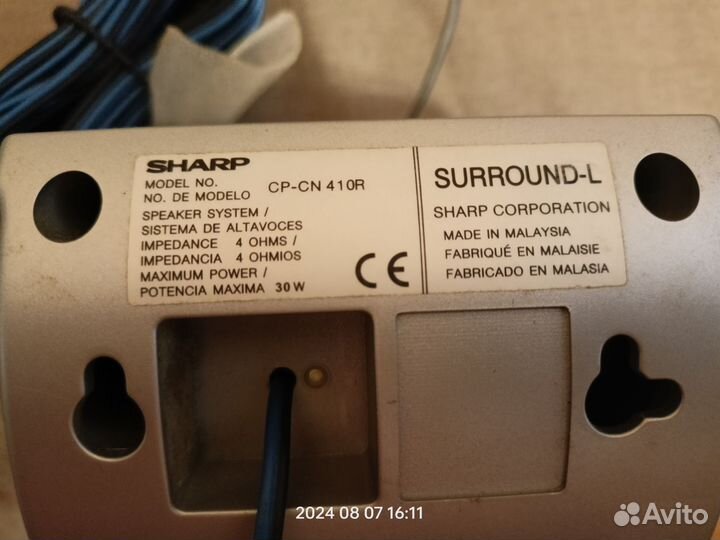 SHARP
MODEL NO.
NO. DE MODELO CP-CN 410R
SPEAKER SYSTEM /
SISTEMA DE ALTAVOCES
IMPEDANCE 4 OHMS /
IMPEDANCIA 4 OHMIOS
MAXIMUM POWER /
POTENCIA MAXIMA 30 W
CE
SURROUND-L
SHARP CORPORATION
MADE IN MALAYSIA
FABRIQUÉ EN MALAISIE
FABRICADO EN MALASIA
2024 08 07 16:11
Avito